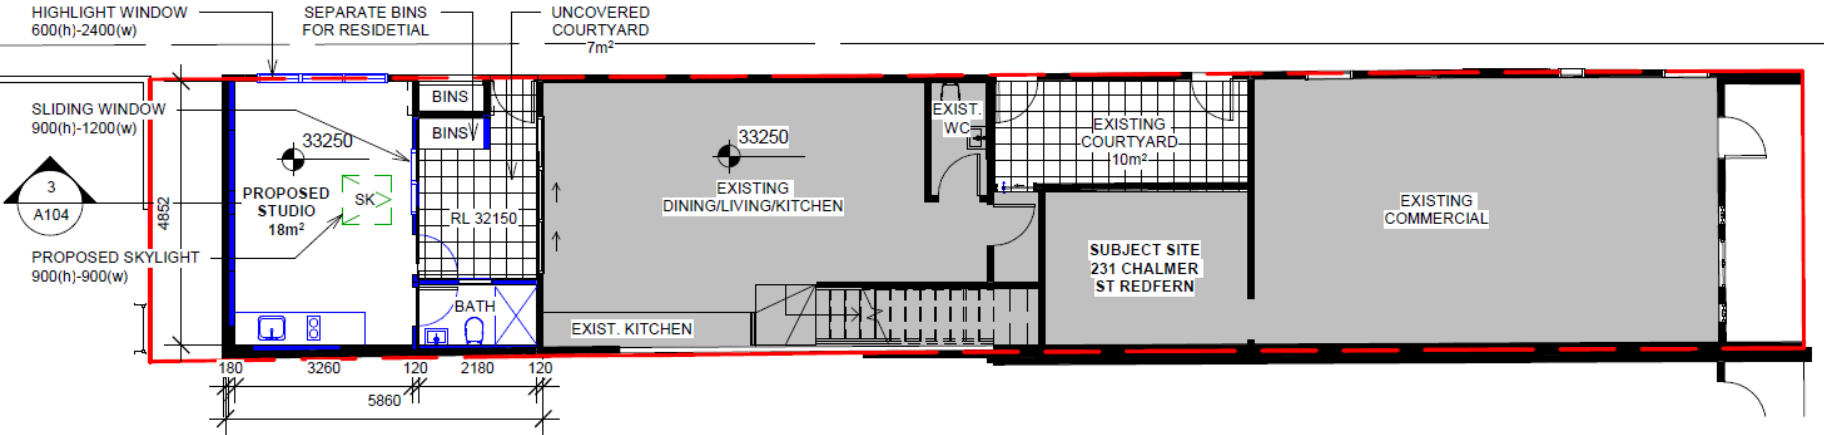 HIGHLIGHT WINDOW
600(h)-2400(w)
SEPARATE BINS
FOR RESIDETIAL
UNCOVERED
COURTYARD
7m²
SLIDING WINDOW
900(h)-1200(w)
3
A104
PROPOSED SKYLIGHT
900(h)-900(w)
4852
33250
PROPOSED
STUDIO
18m²
SK
BINS
BINS
RL 32150
BATH
33250
EXISTING
DINING/LIVING/KITCHEN
EXIST. KITCHEN
EXIST.
WC
EXISTING
COURTYARD
10m²
SUBJECT SITE
231 CHALMER
ST REDFERN
EXISTING
COMMERCIAL
180
3260
120
2180
120
5860